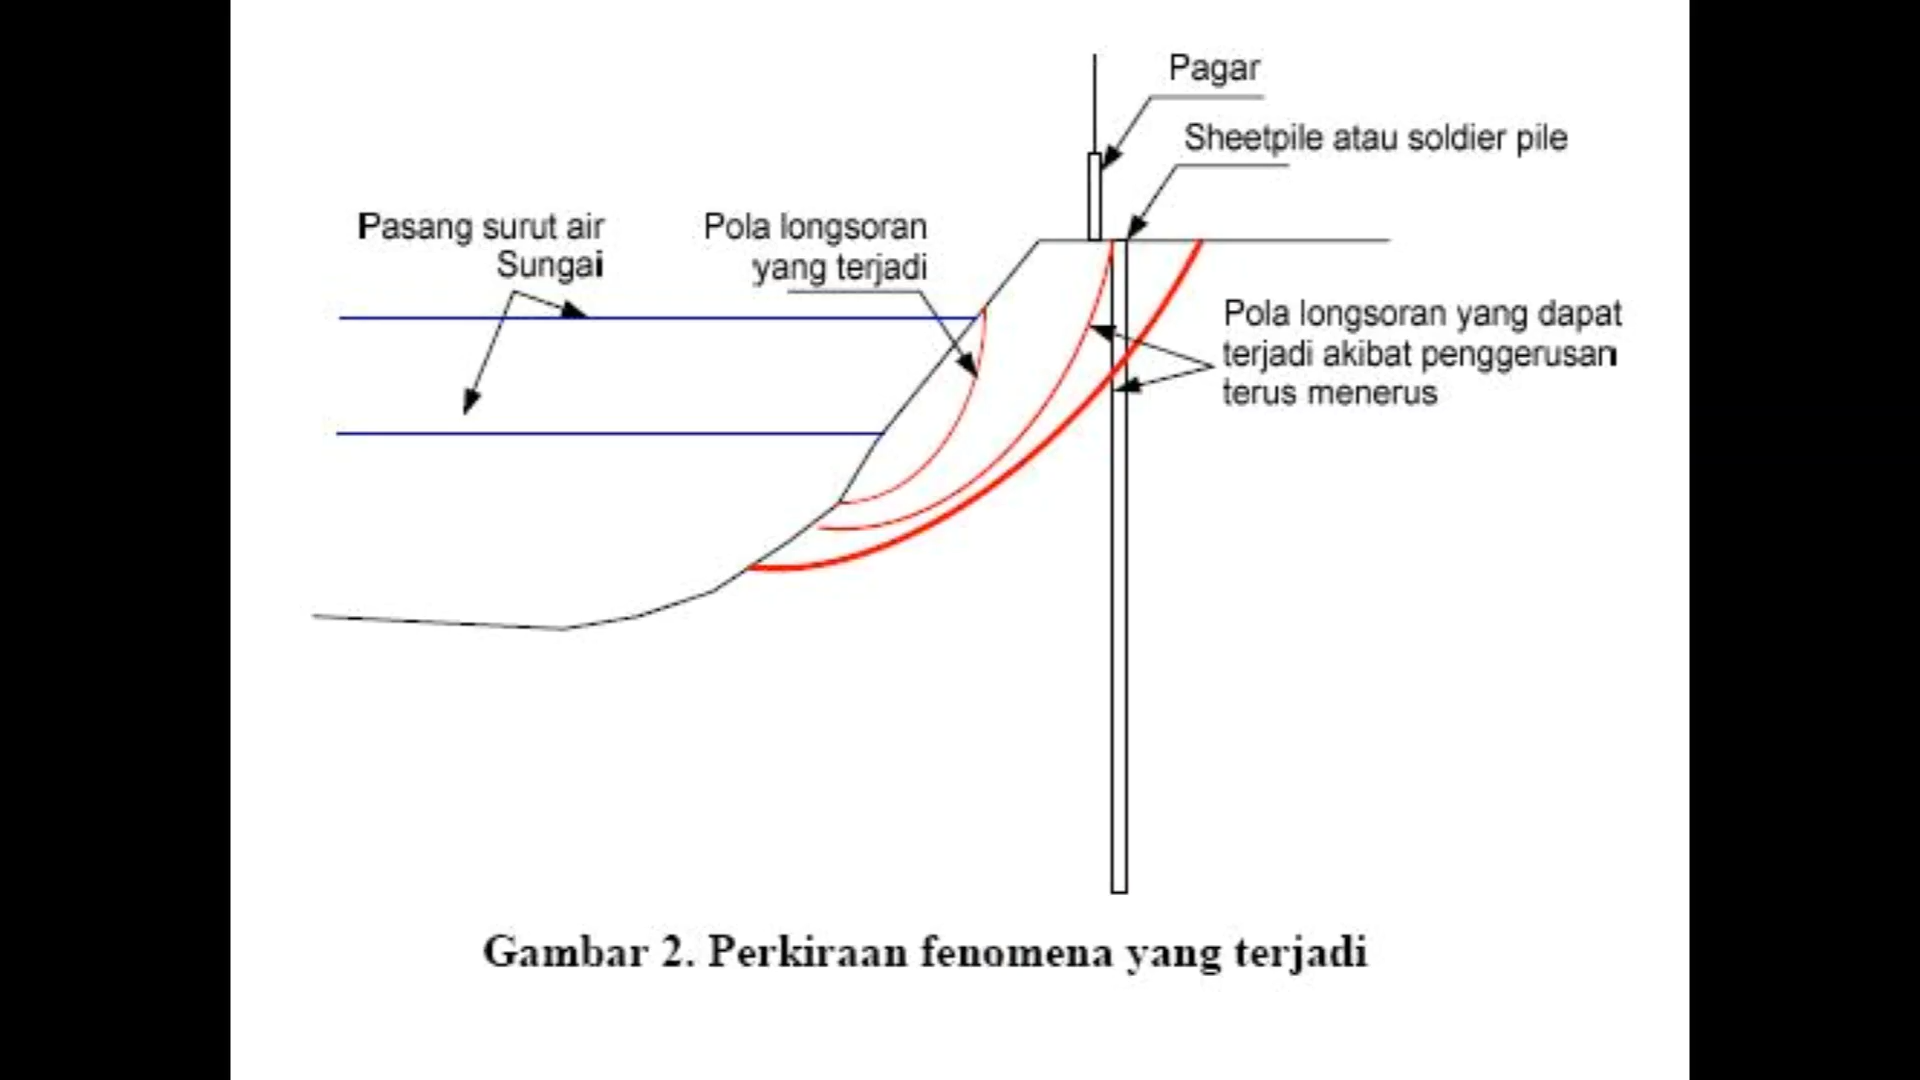 Pagar
Sheetpile atau soldier pile
Pasang surut air
Sungai
Pola longsoran
yang terjadi
Pola longsoran yang dapat
terjadi akibat penggerusan
terus menerus
Gambar 2. Perkiraan fenomena yang terjadi